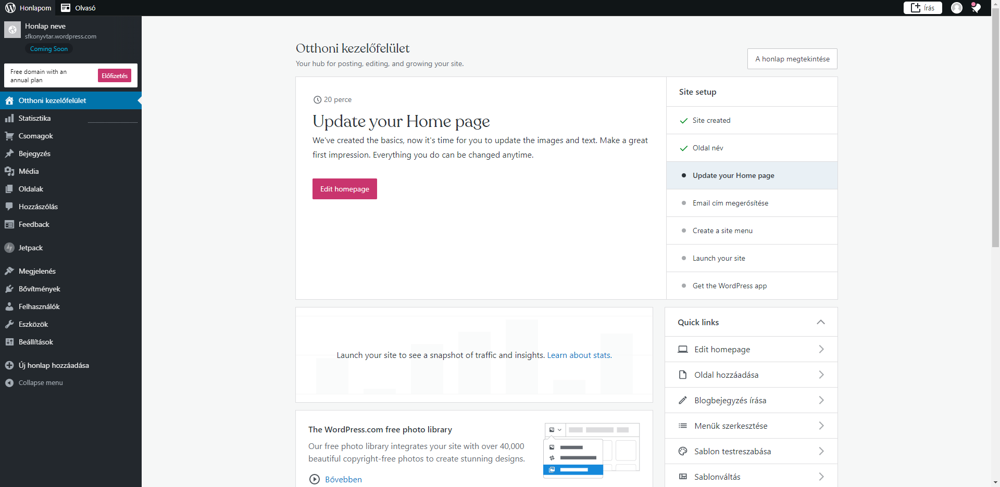 Honlapom
Olvasó
Írás
Honlap neve
sfkonyvtar.wordpress.com
Coming Soon
Free domain with an
annual plan
Előfizetés
Otthoni kezelőfelület
Statisztika
Csomagok
Bejegyzés
Média
Oldalak
Hozzászólás
Feedback
Jetpack
Megjelenés
Bővítmények
Felhasználók
Eszközök
Beállítások
Új honlap hozzáadása
Collapse menu
Otthoni kezelőfelület
Your hub for posting, editing, and growing your site.
A honlap megtekintése
20 perce
Update your Home page
We've created the basics, now it's time for you to update the images and text. Make a great
first impression. Everything you do can be changed anytime.
Edit homepage
Site setup
Site created
Oldal név
Update your Home page
Email cím megerősítése
Create a site menu
Launch your site
Get the WordPress app
Launch your site to see a snapshot of traffic and insights. Learn about stats.
The WordPress.com free photo library
Our free photo library integrates your site with over 40,000
beautiful copyright-free photos to create stunning designs.
Bővebben
Quick links
Edit homepage
Oldal hozzáadása
Blogbejegyzés írása
Menük szerkesztése
Sablon testreszabása
Sablonváltás